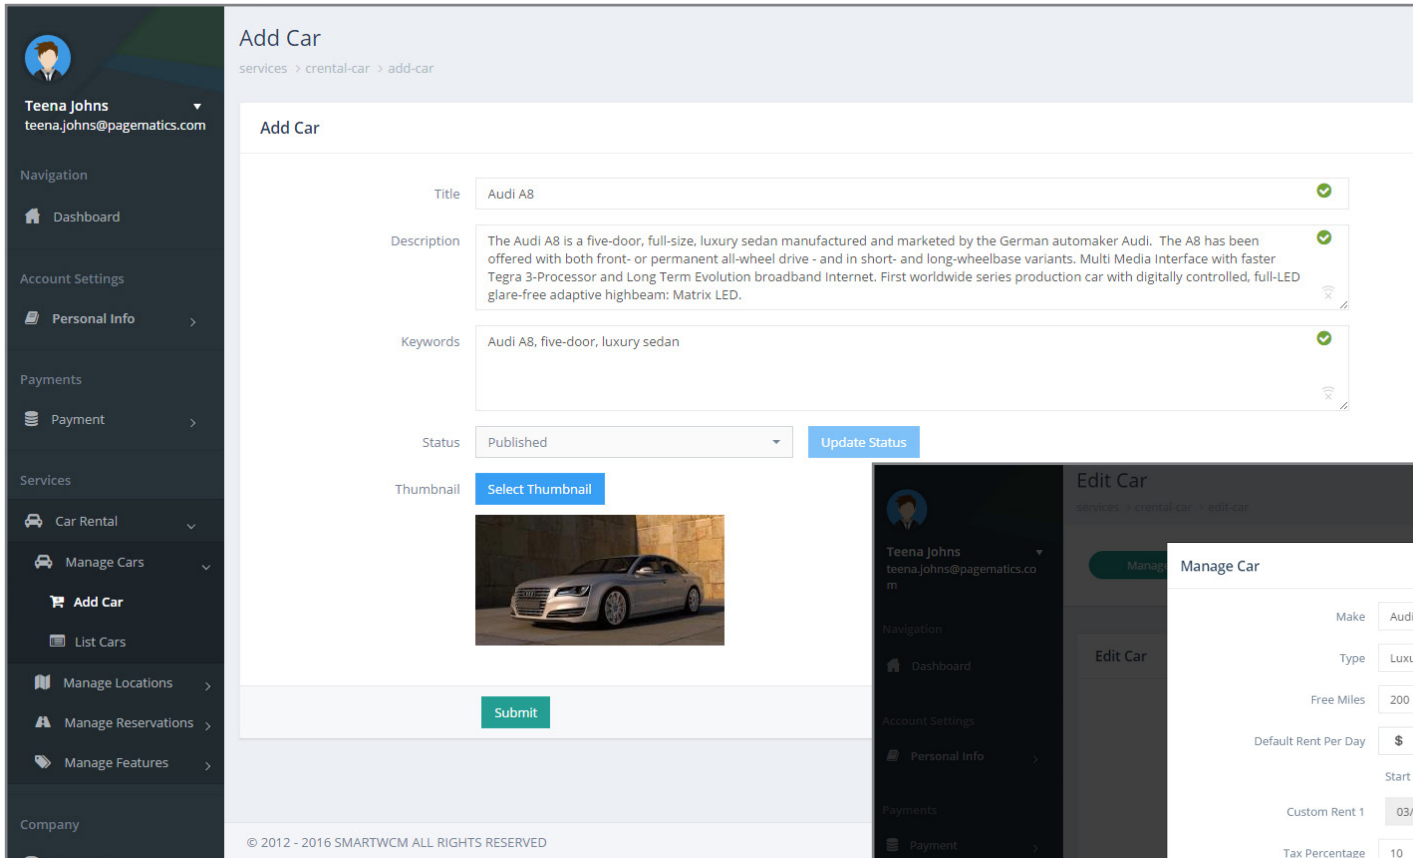 Add Car
services > crental-car > add-car
Teena Johns
teena.johns@pagematics.com
Navigation
Dashboard
Account Settings
Personal Info
Payments
Payment
Services
Car Rental
Manage Cars
Add Car
List Cars
Manage Locations
Manage Reservations
Manage Features
Company
Add Car
Title
Audi A8
Description
The Audi A8 is a five-door, full-size, luxury sedan manufactured and marketed by the German automaker Audi.  The A8 has been
offered with both front- or permanent all-wheel drive - and in short- and long-wheelbase variants. Multi Media Interface with faster
Tegra 3-Processor and Long Term Evolution broadband Internet. First worldwide series production car with digitally controlled, full-LED
glare-free adaptive highbeam: Matrix LED.
Keywords
Audi A8, five-door, luxury sedan
Status
Published
Update Status
Thumbnail
Select Thumbnail
Submit
© 2012 - 2016 SMARTWCM ALL RIGHTS RESERVED
Edit Car
services > crental-car > edit-car
Teena Johns
teena.johns@pagematics.co
m
Navigation
Dashboard
Account Settings
Personal Info
Payments
Payment
Manage
Edit Car
Manage Car
Make
Audi
Type
Luxu
Free Miles
200
Default Rent Per Day
$
Start
Custom Rent 1
03/
Tax Percentage
10